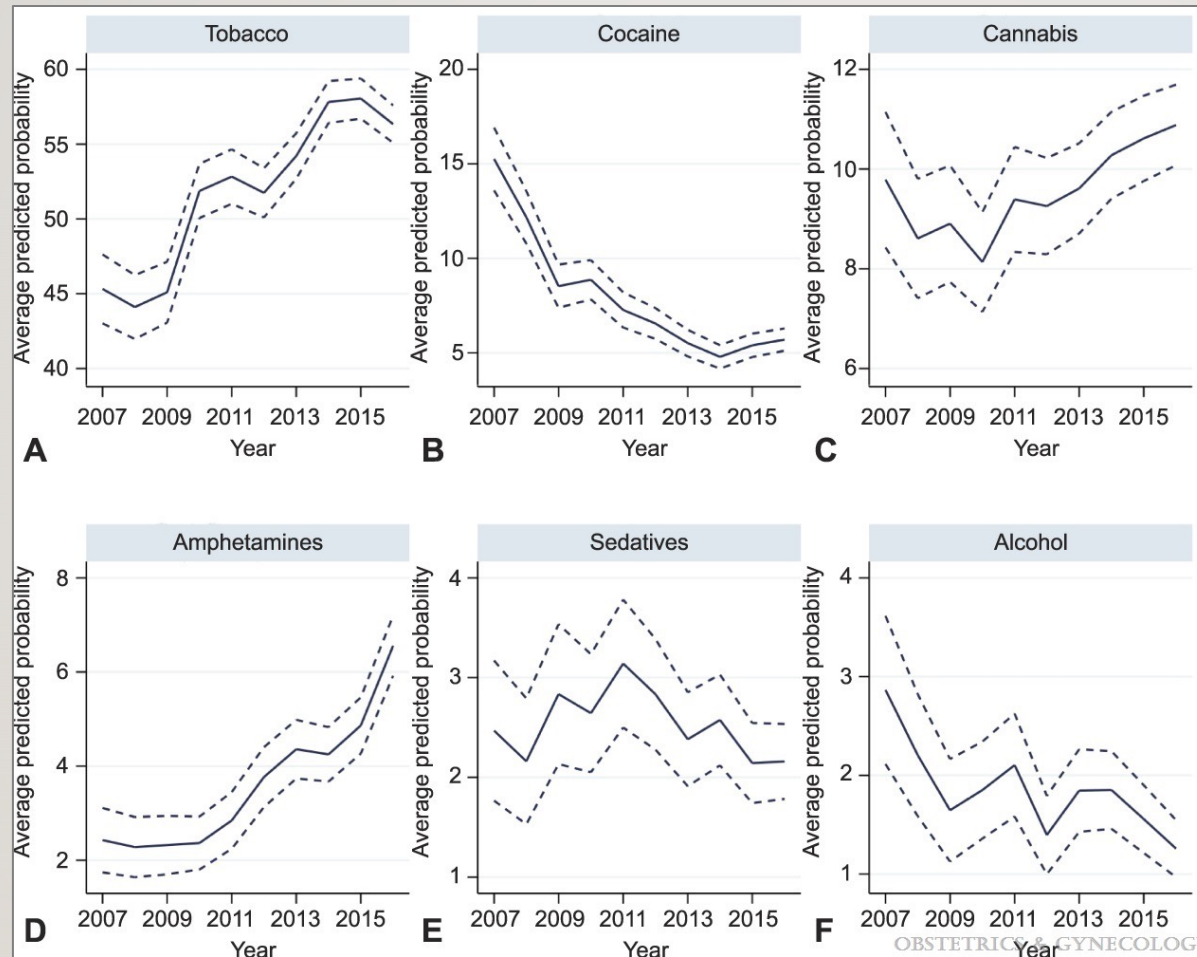 Tobacco
Average predicted probability
60
55
50
45
40
2007 2009 2011 2013 2015
Year
A
Cocaine
Average predicted probability
20
15
10
5
2007 2009 2011 2013 2015
Year
B
Cannabis
Average predicted probability
12
10
8
6
2007 2009 2011 2013 2015
Year
C
Amphetamines
Average predicted probability
8
6
4
2
2007 2009 2011 2013 2015
Year
D
Sedatives
Average predicted probability
4
3
2
1
2007 2009 2011 2013 2015
Year
E
Alcohol
Average predicted probability
4
3
2
1
2007 2009 2011 2013 2015
Year
F
OBSTETRICS & GYNECOLOG